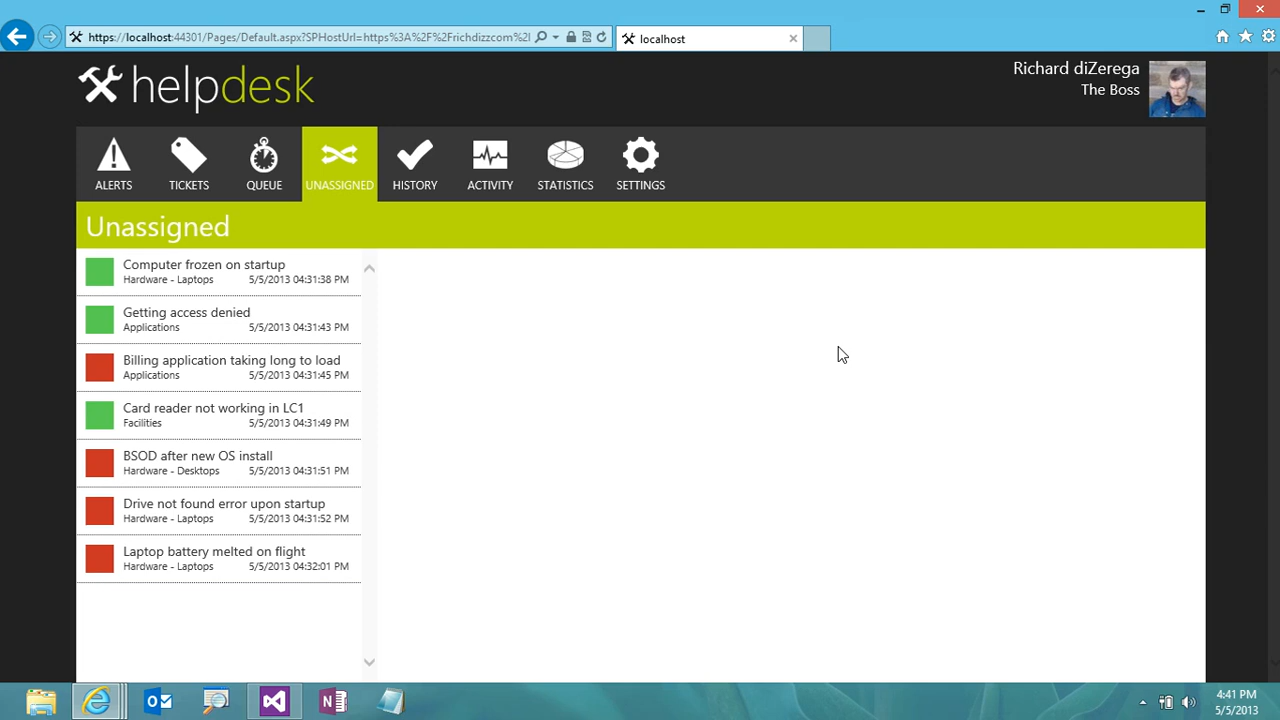 https://localhost:44301/Pages/Default.aspx?SPHostUrl=https%3A%2F%2Frichdizzcom%2
localhost
helpdesk
Richard diZerega
The Boss
ALERTS
TICKETS
QUEUE
UNASSIGNED
HISTORY
ACTIVITY
STATISTICS
SETTINGS
Unassigned
Computer frozen on startup
Hardware - Laptops 5/5/2013 04:31:38 PM
Getting access denied
Applications 5/5/2013 04:31:43 PM
Billing application taking long to load
Applications 5/5/2013 04:31:45 PM
Card reader not working in LC1
Facilities 5/5/2013 04:31:49 PM
BSOD after new OS install
Hardware - Desktops 5/5/2013 04:31:51 PM
Drive not found error upon startup
Hardware - Laptops 5/5/2013 04:31:52 PM
Laptop battery melted on flight
Hardware - Laptops 5/5/2013 04:32:01 PM
4:41 PM
5/5/2013